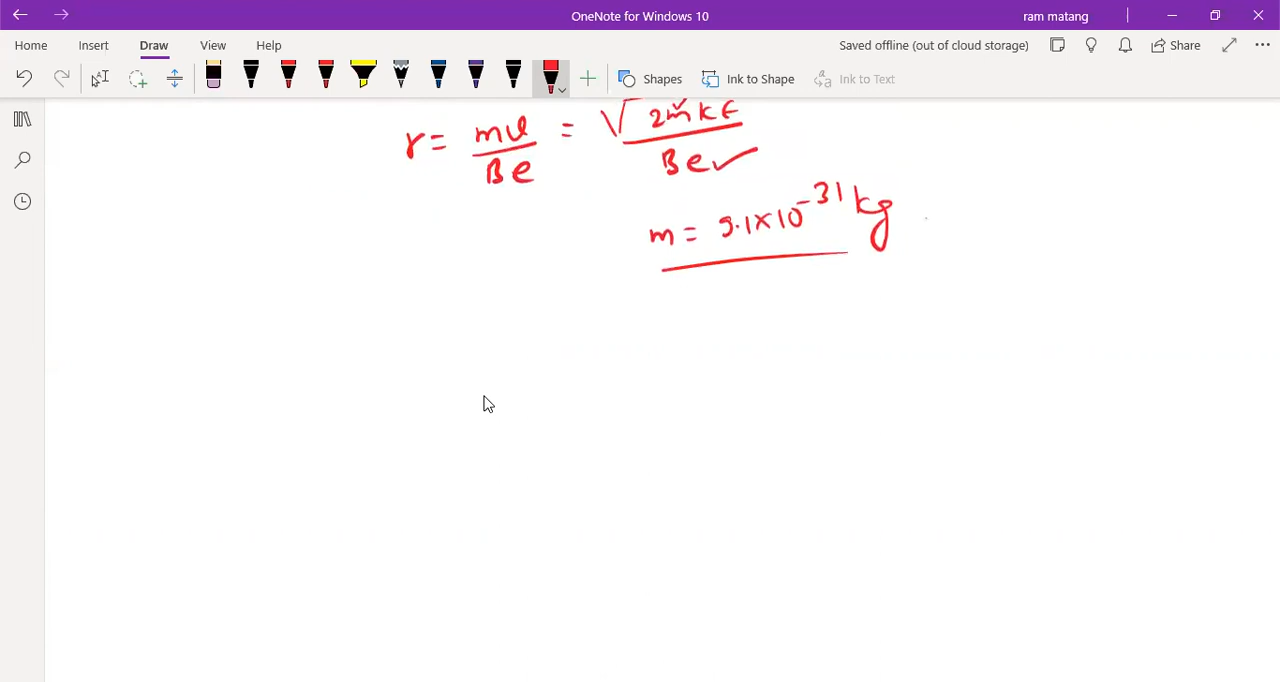 OneNote for Windows 10
ram matang
Home Insert Draw View Help
Saved offline (out of cloud storage)
Share
Shapes
Ink to Shape
Ink to Text
r = mv / Be = √2mKE / Be
m = 9.1×10⁻³¹ kg